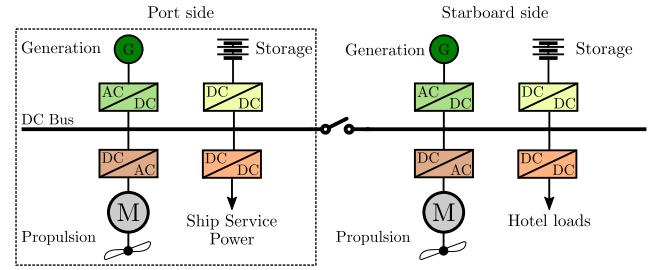 Port side
Starboard side
Generation
G
Storage
Generation
G
Storage
AC
DC
DC
DC
AC
DC
DC
DC
DC Bus
DC
AC
DC
DC
DC
AC
DC
DC
M
Ship Service
Power
Propulsion
M
Hotel loads
Propulsion